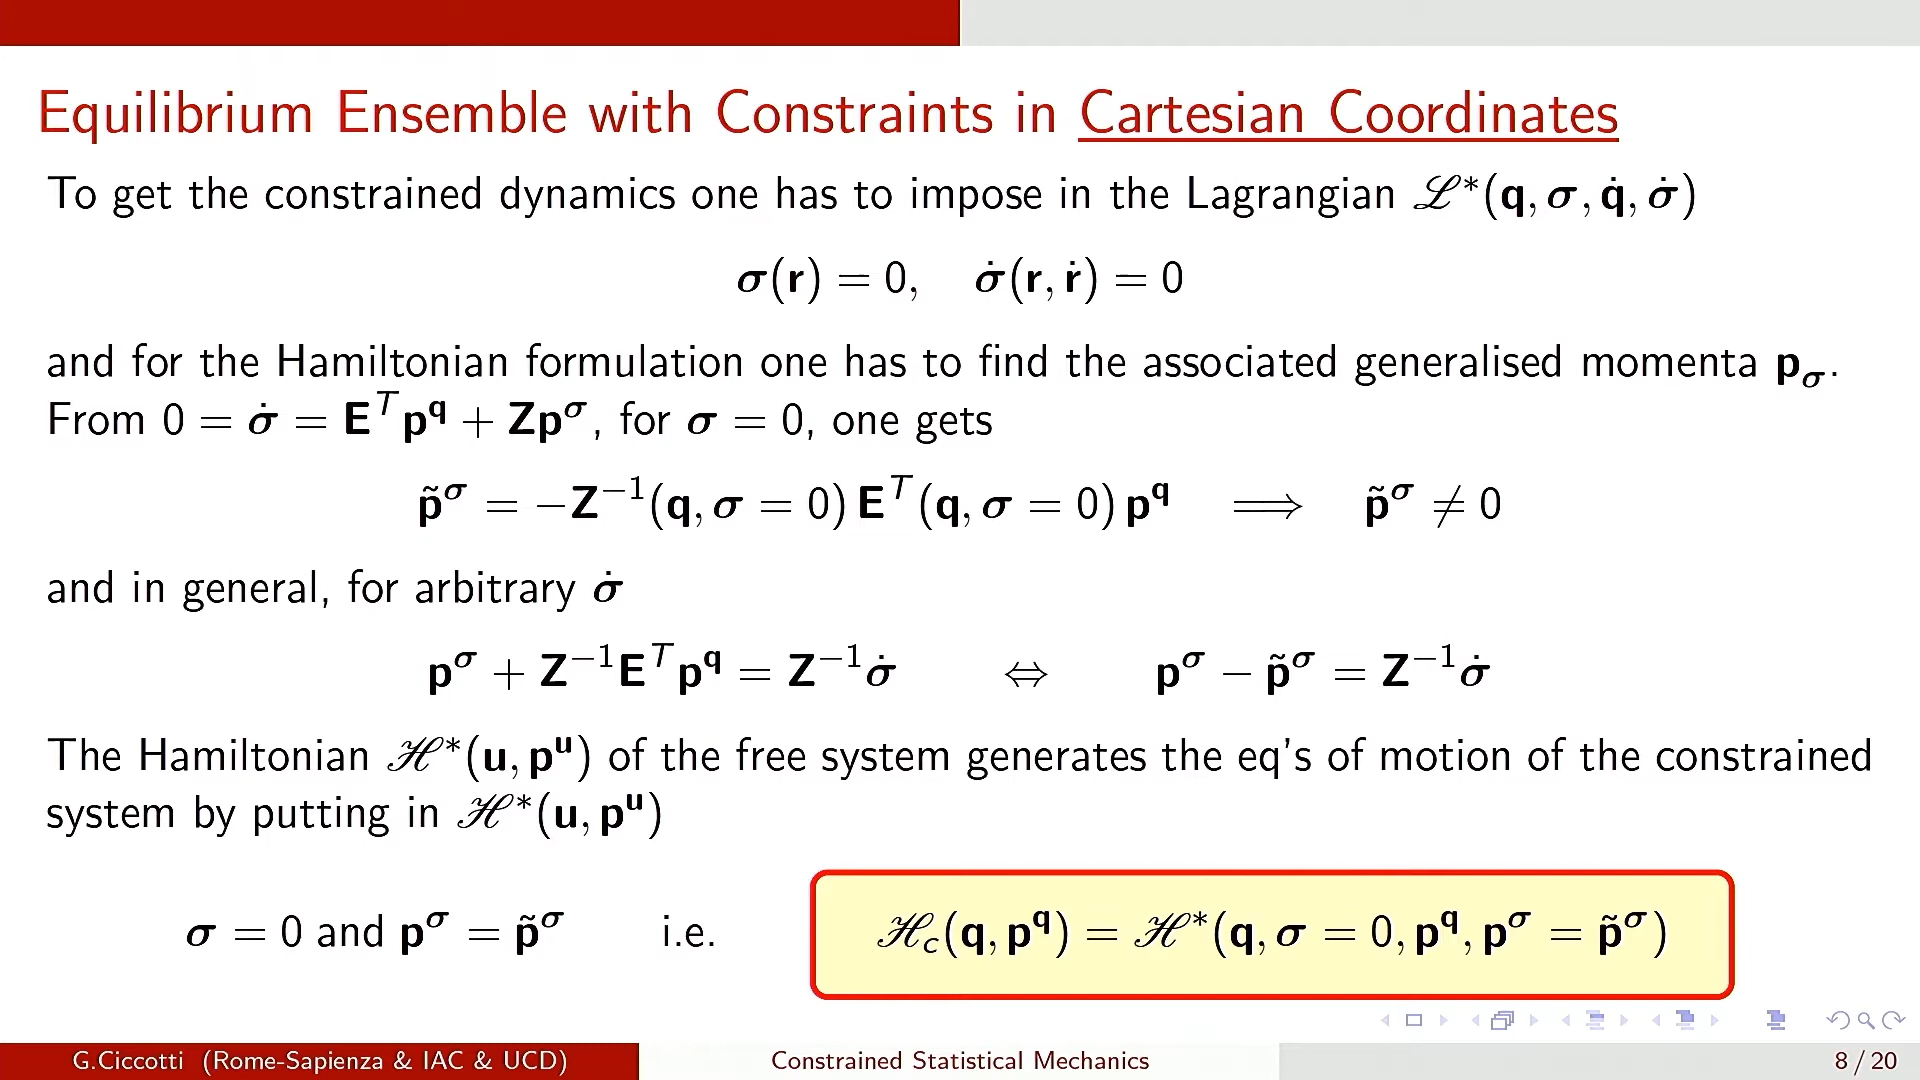 Equilibrium Ensemble with Constraints in Cartesian Coordinates
To get the constrained dynamics one has to impose in the Lagrangian ℒ*(q, σ, q̇, σ̇)
σ(r) = 0, σ̇(r, ṙ) = 0
and for the Hamiltonian formulation one has to find the associated generalised momenta p_σ.
From 0 = σ̇ = E^T p^q + Zp^σ, for σ = 0, one gets
p̃^σ = −Z^−1(q, σ = 0) E^T(q, σ = 0) p^q ⟹ p̃^σ ≠ 0
and in general, for arbitrary σ̇
p^σ + Z^−1 E^T p^q = Z^−1 σ̇ ⇔ p^σ − p̃^σ = Z^−1 σ̇
The Hamiltonian ℋ*(u, p^u) of the free system generates the eq's of motion of the constrained
system by putting in ℋ*(u, p^u)
σ = 0 and p^σ = p̃^σ i.e. ℋ_c(q, p^q) = ℋ*(q, σ = 0, p^q, p^σ = p̃^σ)
G.Ciccotti (Rome-Sapienza & IAC & UCD) Constrained Statistical Mechanics 8 / 20